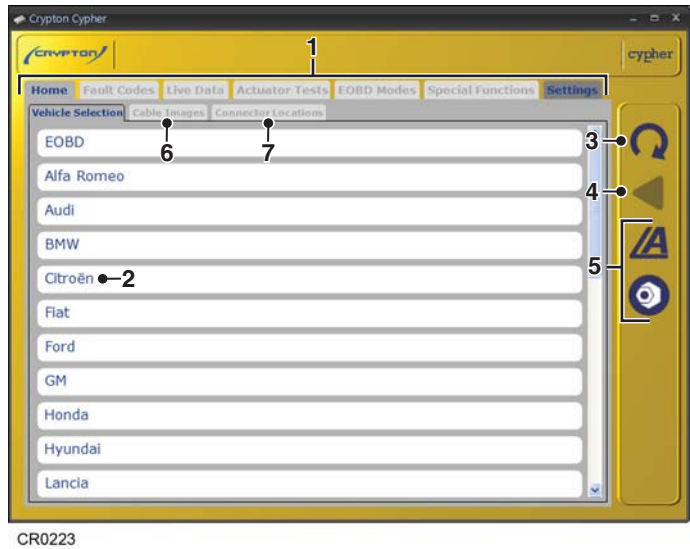 Crypton Cypher
CRYPTON
1
cypher
Home Fault Codes Live Data Actuator Tests EOBD Modes Special Functions Settings
Vehicle Selection Cable Images Connector Locations
6 7
EOBD
3
Alfa Romeo
4
Audi
BMW
5
Citroën 2
Fiat
Ford
GM
Honda
Hyundai
Lancia
CR0223